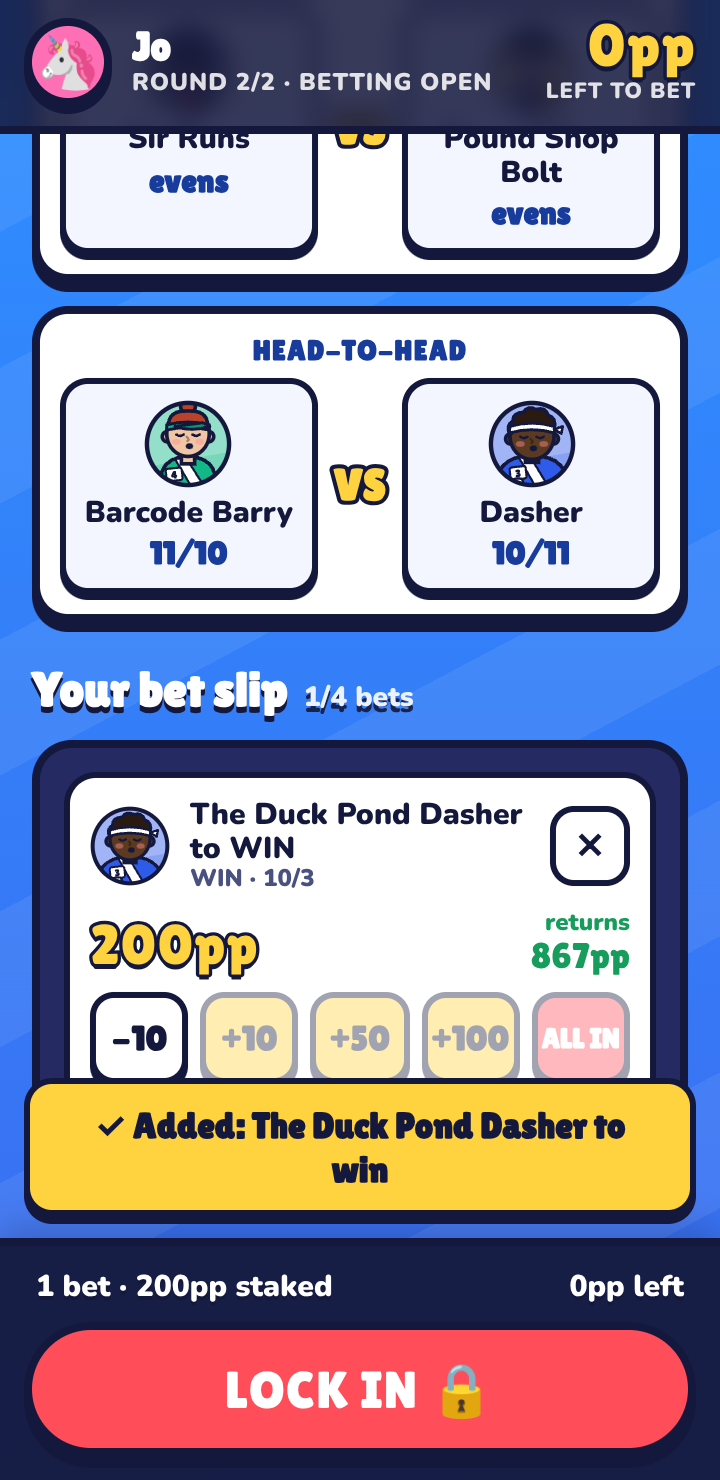 Jo
ROUND 2/2 · BETTING OPEN
0pp
LEFT TO BET
Sir Runs
evens
VS
Pound Shop
Bolt
evens
HEAD-TO-HEAD
Barcode Barry
11/10
VS
Dasher
10/11
Your bet slip 1/4 bets
The Duck Pond Dasher
to WIN
WIN · 10/3
×
200pp
returns
867pp
-10
+10
+50
+100
ALL IN
✓ Added: The Duck Pond Dasher to
win
1 bet · 200pp staked
0pp left
LOCK IN 🔒